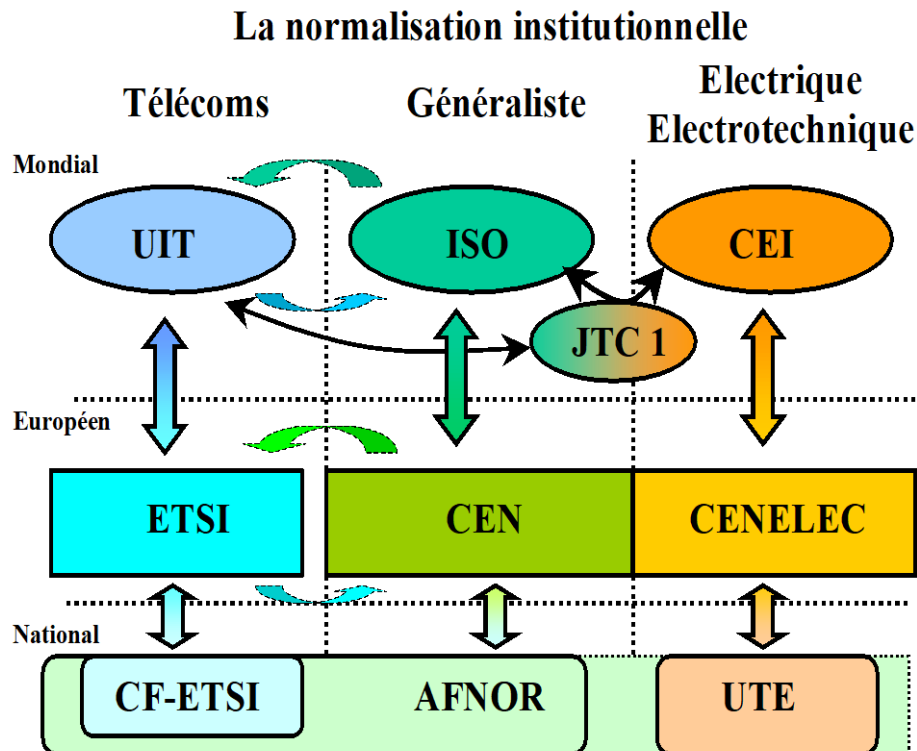 La normalisation institutionnelle
Télécoms
Généraliste
Electrique
Electrotechnique
Mondial
UIT
ISO
CEI
JTC 1
Européen
ETSI
CEN
CENELEC
National
CF-ETSI
AFNOR
UTE